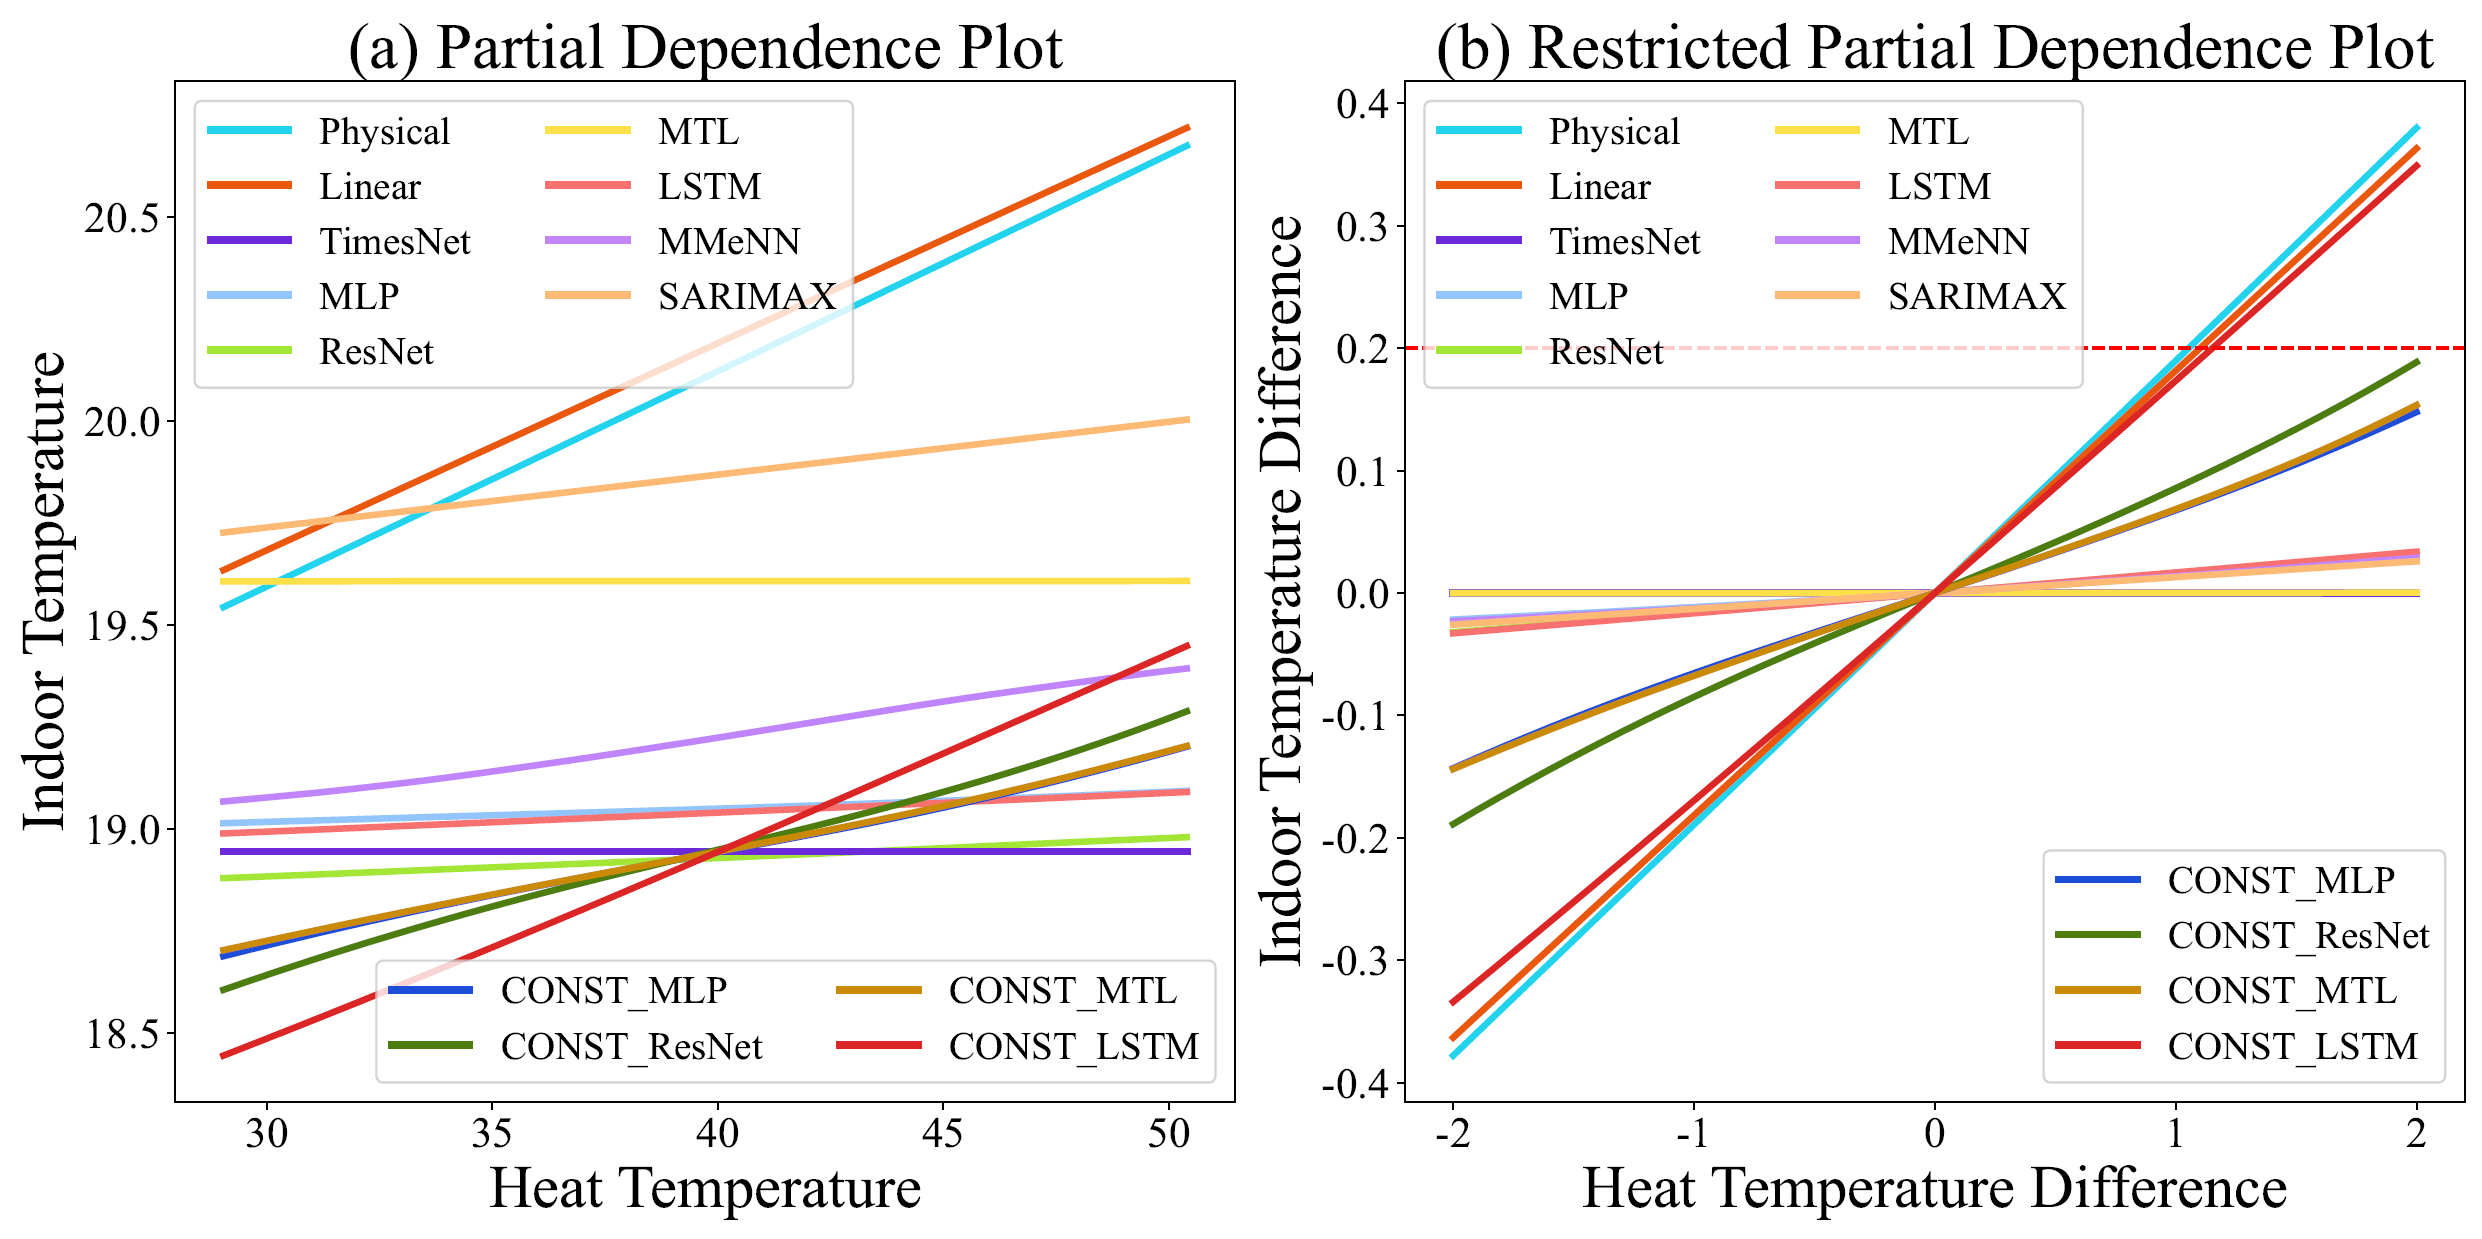 (a) Partial Dependence Plot
Indoor Temperature
20.5
20.0
19.5
19.0
18.5
Physical
Linear
TimesNet
MLP
ResNet
MTL
LSTM
MMeNN
SARIMAX
CONST_MLP
CONST_ResNet
CONST_MTL
CONST_LSTM
30 35 40 45 50
Heat Temperature
(b) Restricted Partial Dependence Plot
Indoor Temperature Difference
0.4
0.3
0.2
0.1
0.0
-0.1
-0.2
-0.3
-0.4
Physical
Linear
TimesNet
MLP
ResNet
MTL
LSTM
MMeNN
SARIMAX
CONST_MLP
CONST_ResNet
CONST_MTL
CONST_LSTM
-2 -1 0 1 2
Heat Temperature Difference